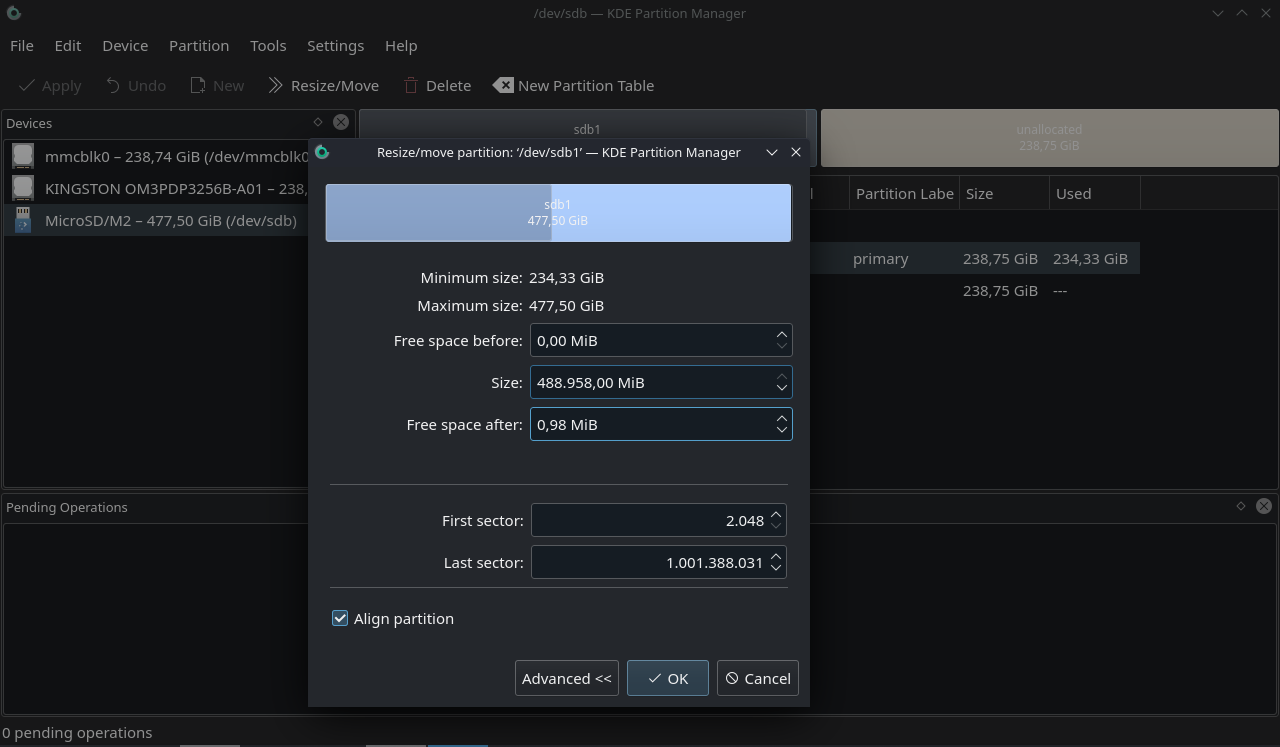 /dev/sdb — KDE Partition Manager
File Edit Device Partition Tools Settings Help
Apply Undo New Resize/Move Delete New Partition Table
Devices
mmcblk0 – 238,74 GiB (/dev/mmcblk0
KINGSTON OM3PDP3256B-A01 – 238,
MicroSD/M2 – 477,50 GiB (/dev/sdb)
sdb1
unallocated
238,75 GiB
Partition Labe Size Used
primary 238,75 GiB 234,33 GiB
238,75 GiB ---
Resize/move partition: ‘/dev/sdb1’ — KDE Partition Manager
sdb1
477,50 GiB
Minimum size: 234,33 GiB
Maximum size: 477,50 GiB
Free space before: 0,00 MiB
Size: 488.958,00 MiB
Free space after: 0,98 MiB
First sector: 2.048
Last sector: 1.001.388.031
Align partition
Advanced << OK Cancel
Pending Operations
0 pending operations